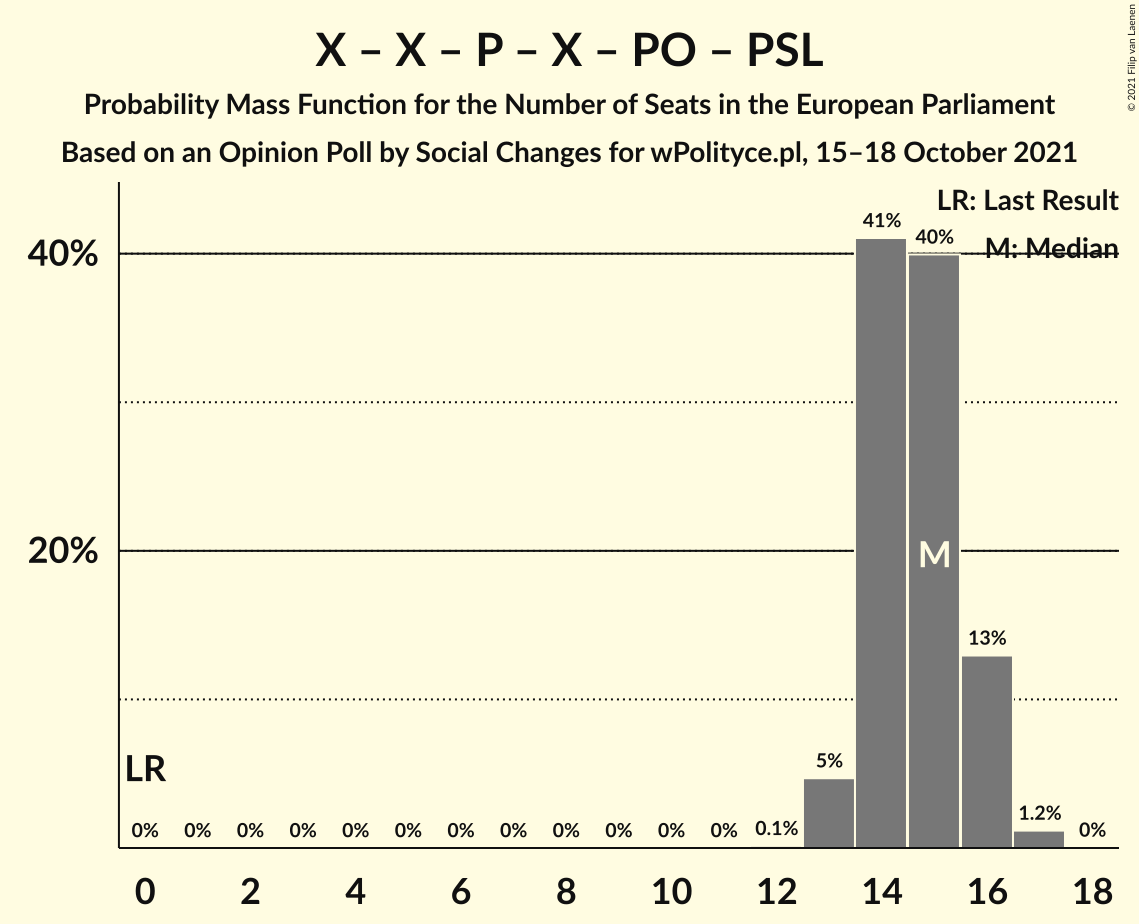 X – X – P – X – PO – PSL
Probability Mass Function for the Number of Seats in the European Parliament
Based on an Opinion Poll by Social Changes for wPolityce.pl, 15–18 October 2021
© 2021 Filip van Laenen
LR: Last Result
M: Median
41%
40%
40%
20%
M
13%
LR
5%
1.2%
0% 0% 0% 0% 0% 0% 0% 0% 0% 0% 0% 0% 0.1% 0%
0 2 4 6 8 10 12 14 16 18